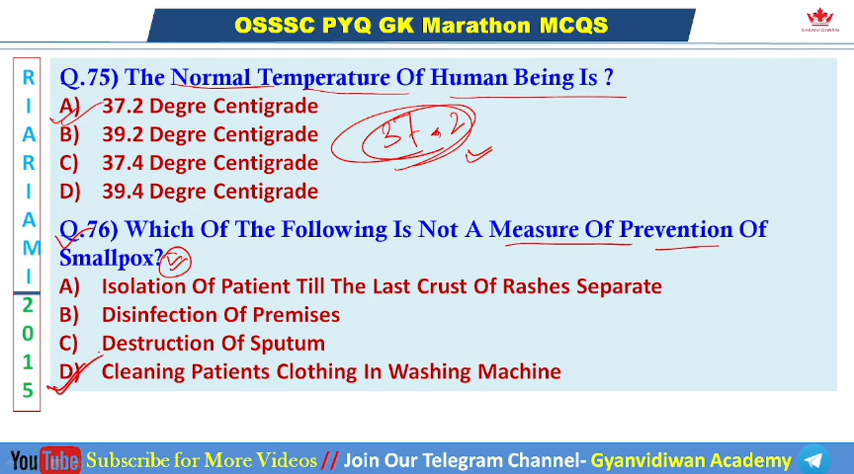 OSSSC PYQ GK Marathon MCQS
GYANVIDIWAN
RIARIAMI 2015
Q.75) The Normal Temperature Of Human Being Is ?
A) 37.2 Degre Centigrade
B) 39.2 Degre Centigrade
C) 37.4 Degre Centigrade
D) 39.4 Degre Centigrade
37.2
Q.76) Which Of The Following Is Not A Measure Of Prevention Of
Smallpox?
A) Isolation Of Patient Till The Last Crust Of Rashes Separate
B) Disinfection Of Premises
C) Destruction Of Sputum
D) Cleaning Patients Clothing In Washing Machine
YouTube Subscribe for More Videos // Join Our Telegram Channel- Gyanvidiwan Academy